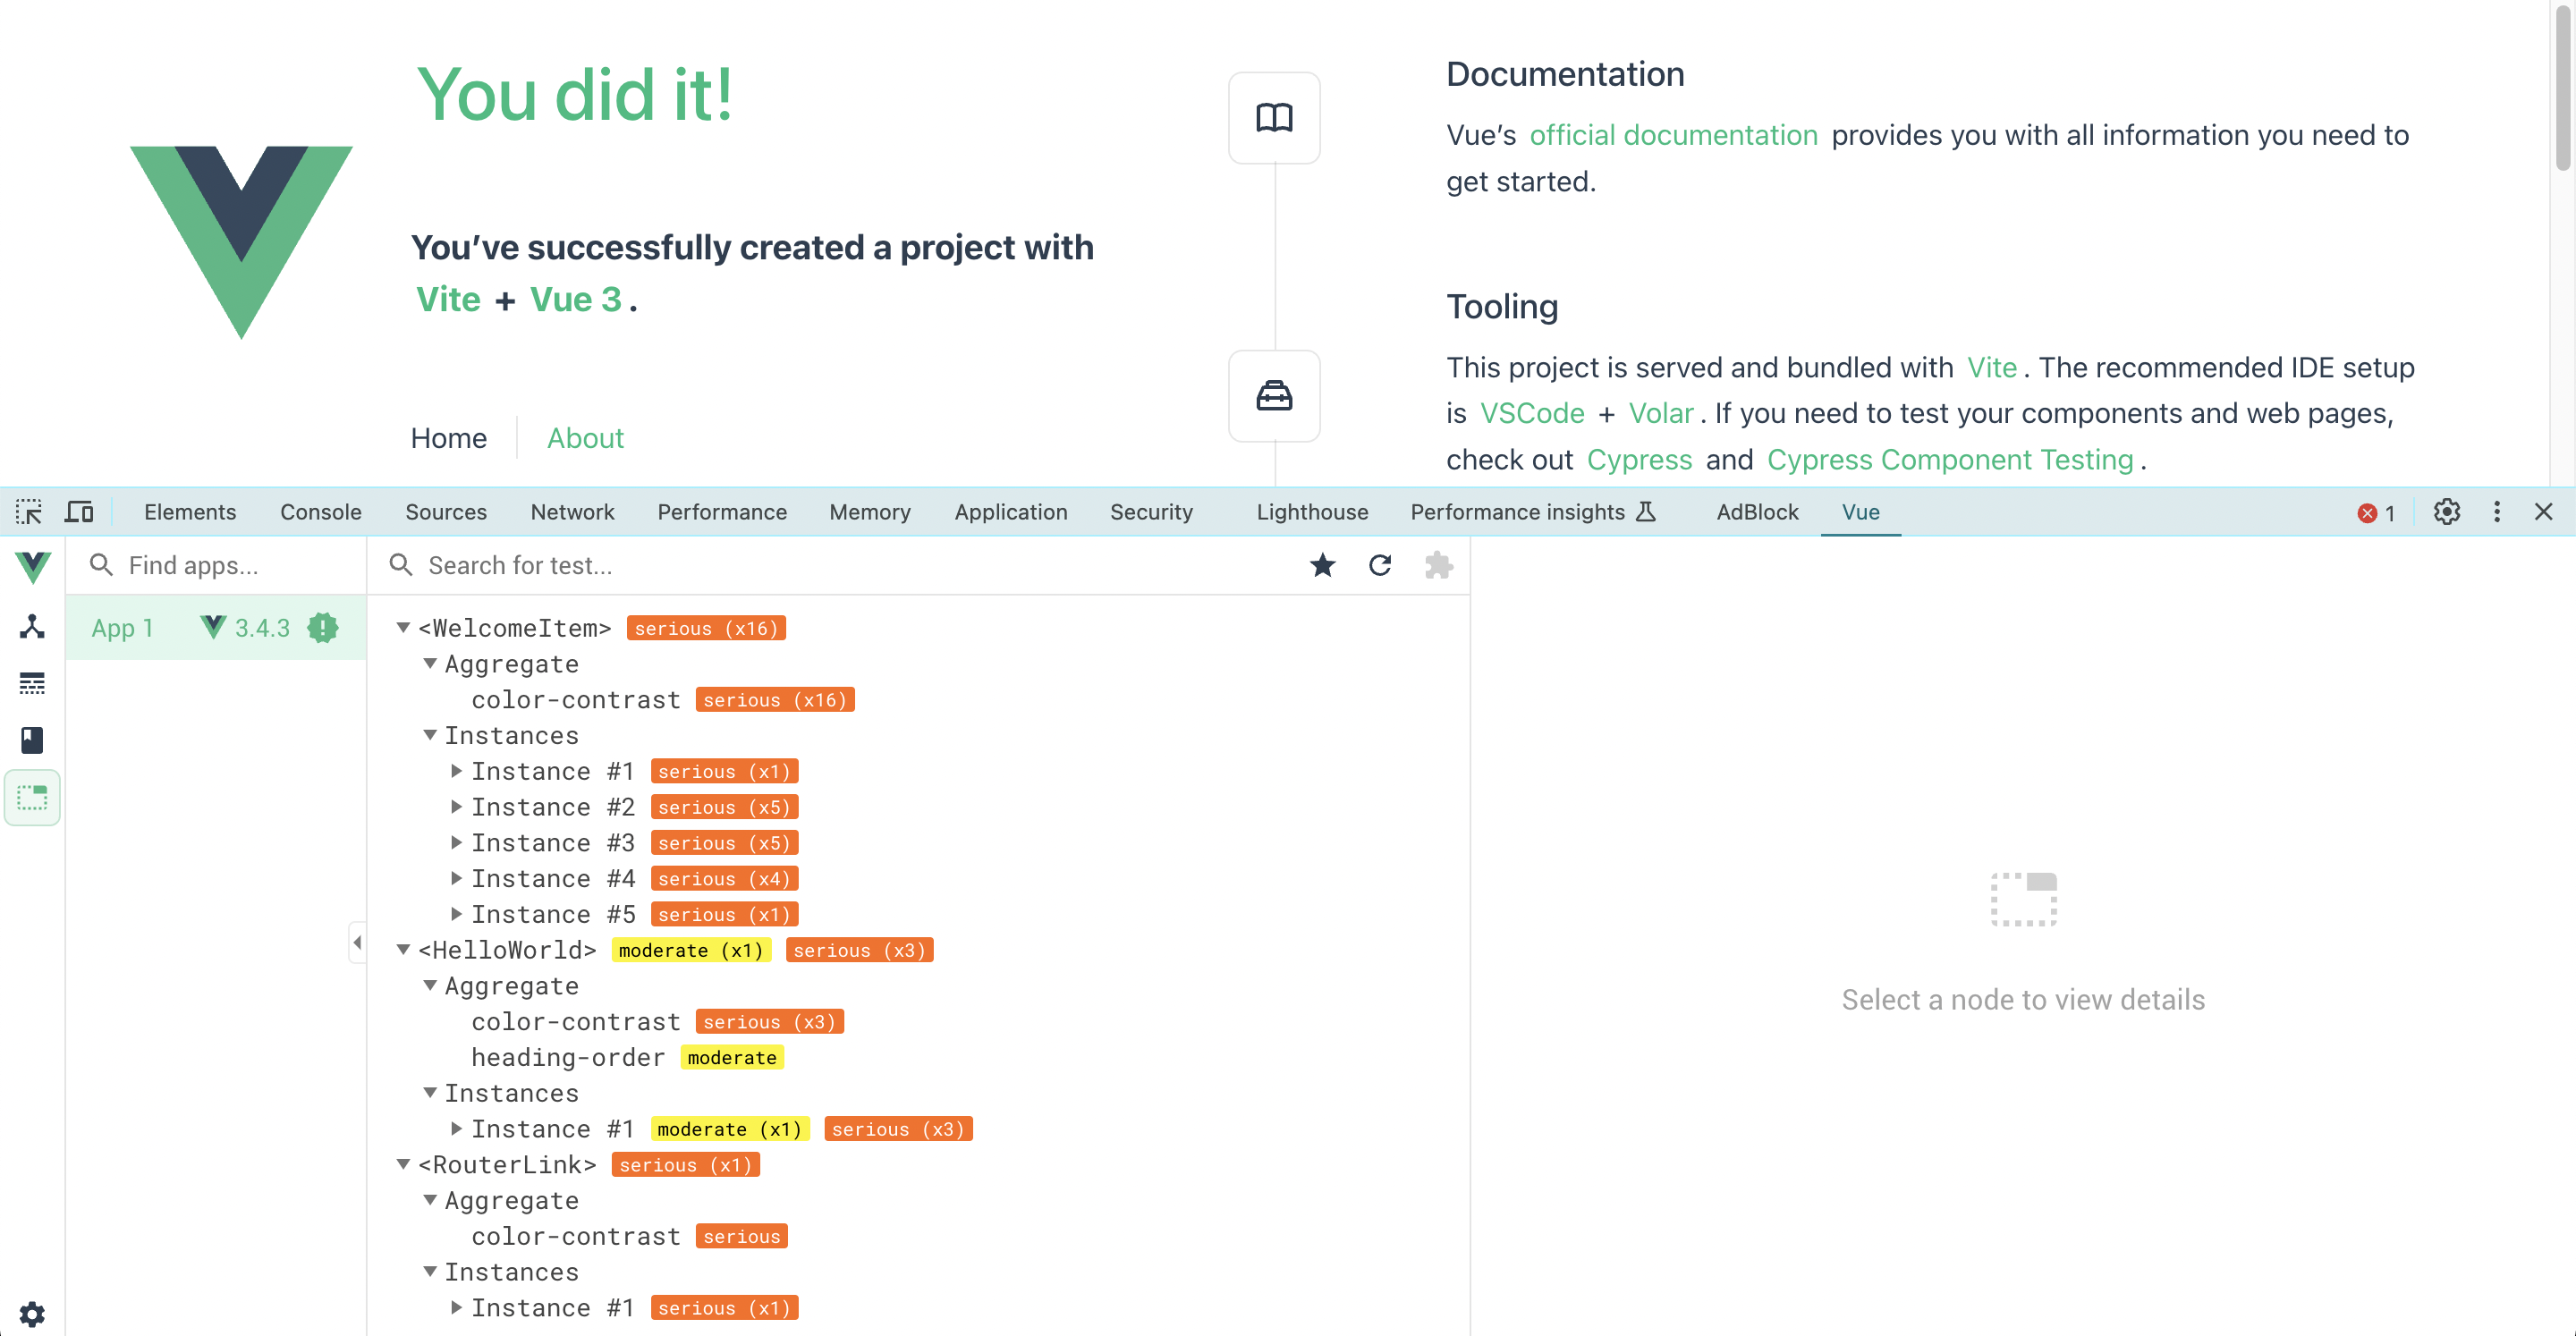 You did it!
You’ve successfully created a project with
Vite + Vue 3 .
Home
About
Documentation
Vue’s official documentation provides you with all information you need to
get started.
Tooling
This project is served and bundled with Vite . The recommended IDE setup
is VSCode + Volar . If you need to test your components and web pages,
check out Cypress and Cypress Component Testing .
Elements Console Sources Network Performance Memory Application Security Lighthouse Performance insights AdBlock Vue 1
Find apps...
App 1 3.4.3
Search for test...
<WelcomeItem> serious (x16)
Aggregate
color-contrast serious (x16)
Instances
Instance #1 serious (x1)
Instance #2 serious (x5)
Instance #3 serious (x5)
Instance #4 serious (x4)
Instance #5 serious (x1)
<HelloWorld> moderate (x1) serious (x3)
Aggregate
color-contrast serious (x3)
heading-order moderate
Instances
Instance #1 moderate (x1) serious (x3)
<RouterLink> serious (x1)
Aggregate
color-contrast serious
Instances
Instance #1 serious (x1)
Select a node to view details